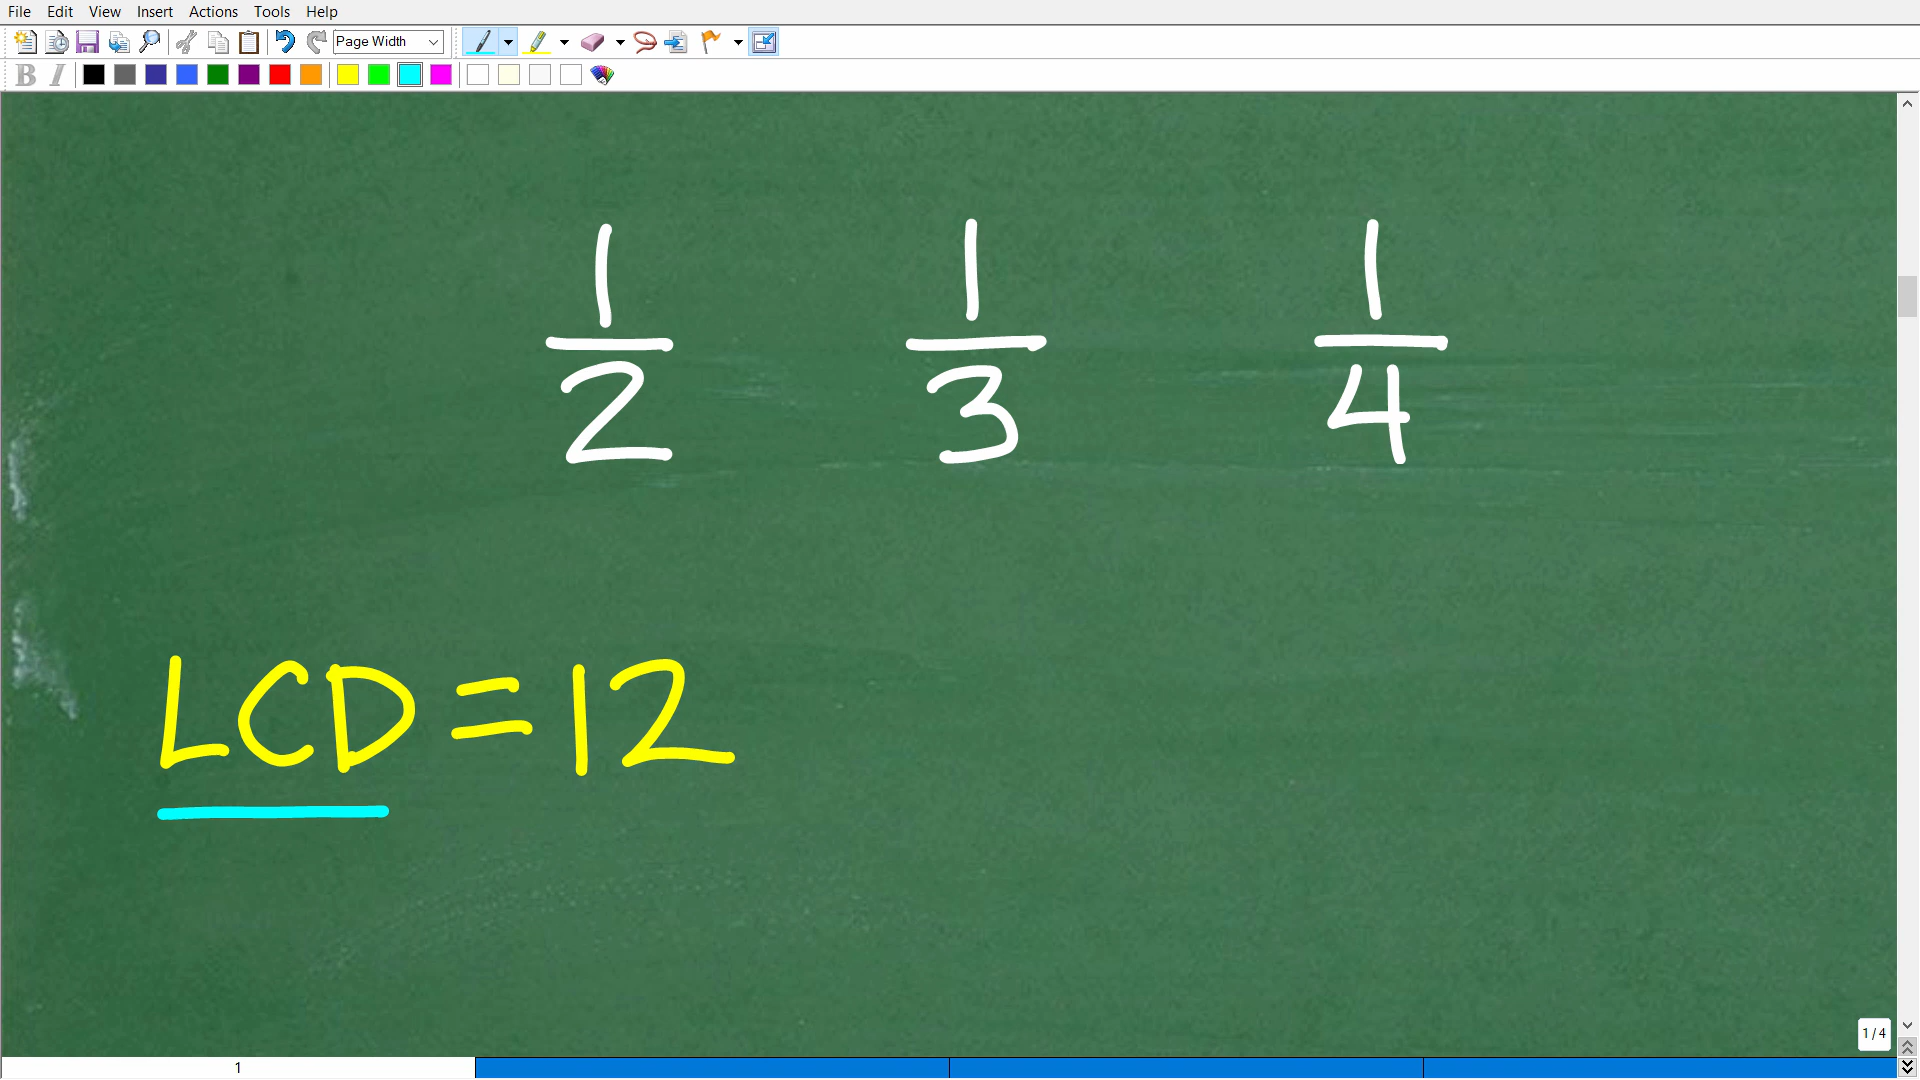 File Edit View Insert Actions Tools Help
Page Width
B I
1/2 1/3 1/4
LCD = 12
1/4
1